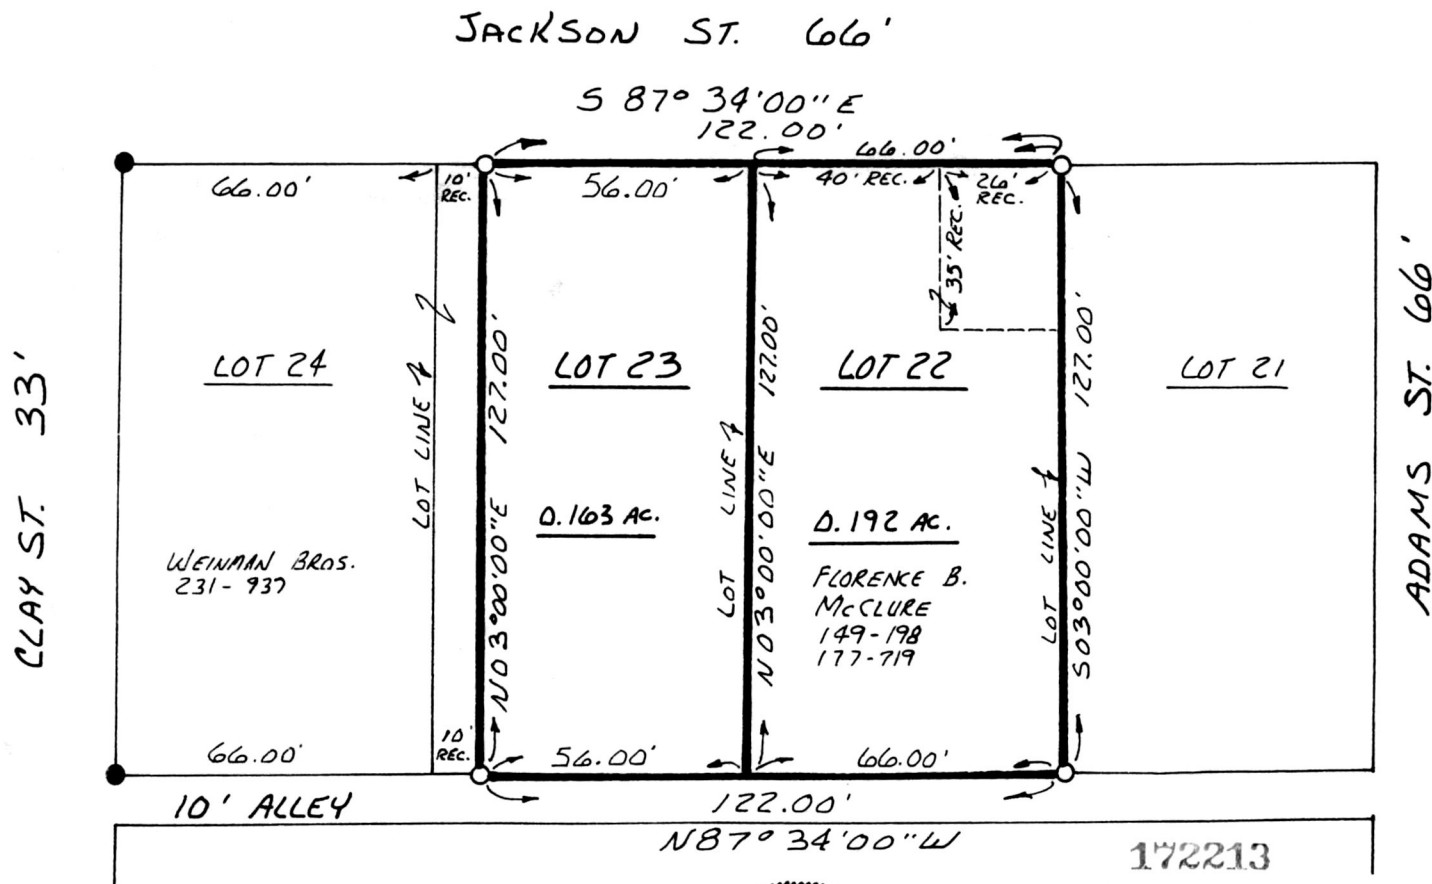 JACKSON ST. 66'
S 87° 34'00" E
122.00'
66.00'
66.00'
10'
REC.
56.00'
40' REC.
26'
REC.
35' REC.
LOT 24
LOT LINE
127.00'
N03°00'00"E
LOT 23
LOT LINE
127.00'
N03°00'00"E
LOT 22
127.00'
S03°00'00"W
LOT LINE
LOT 21
CLAY ST. 33'
ADAMS ST. 66'
0.163 AC.
0.192 AC.
WEINMAN BROS.
231-937
FLORENCE B.
McCLURE
149-198
177-719
66.00'
10'
REC.
56.00'
66.00'
10' ALLEY
122.00'
N87° 34'00"W
172213